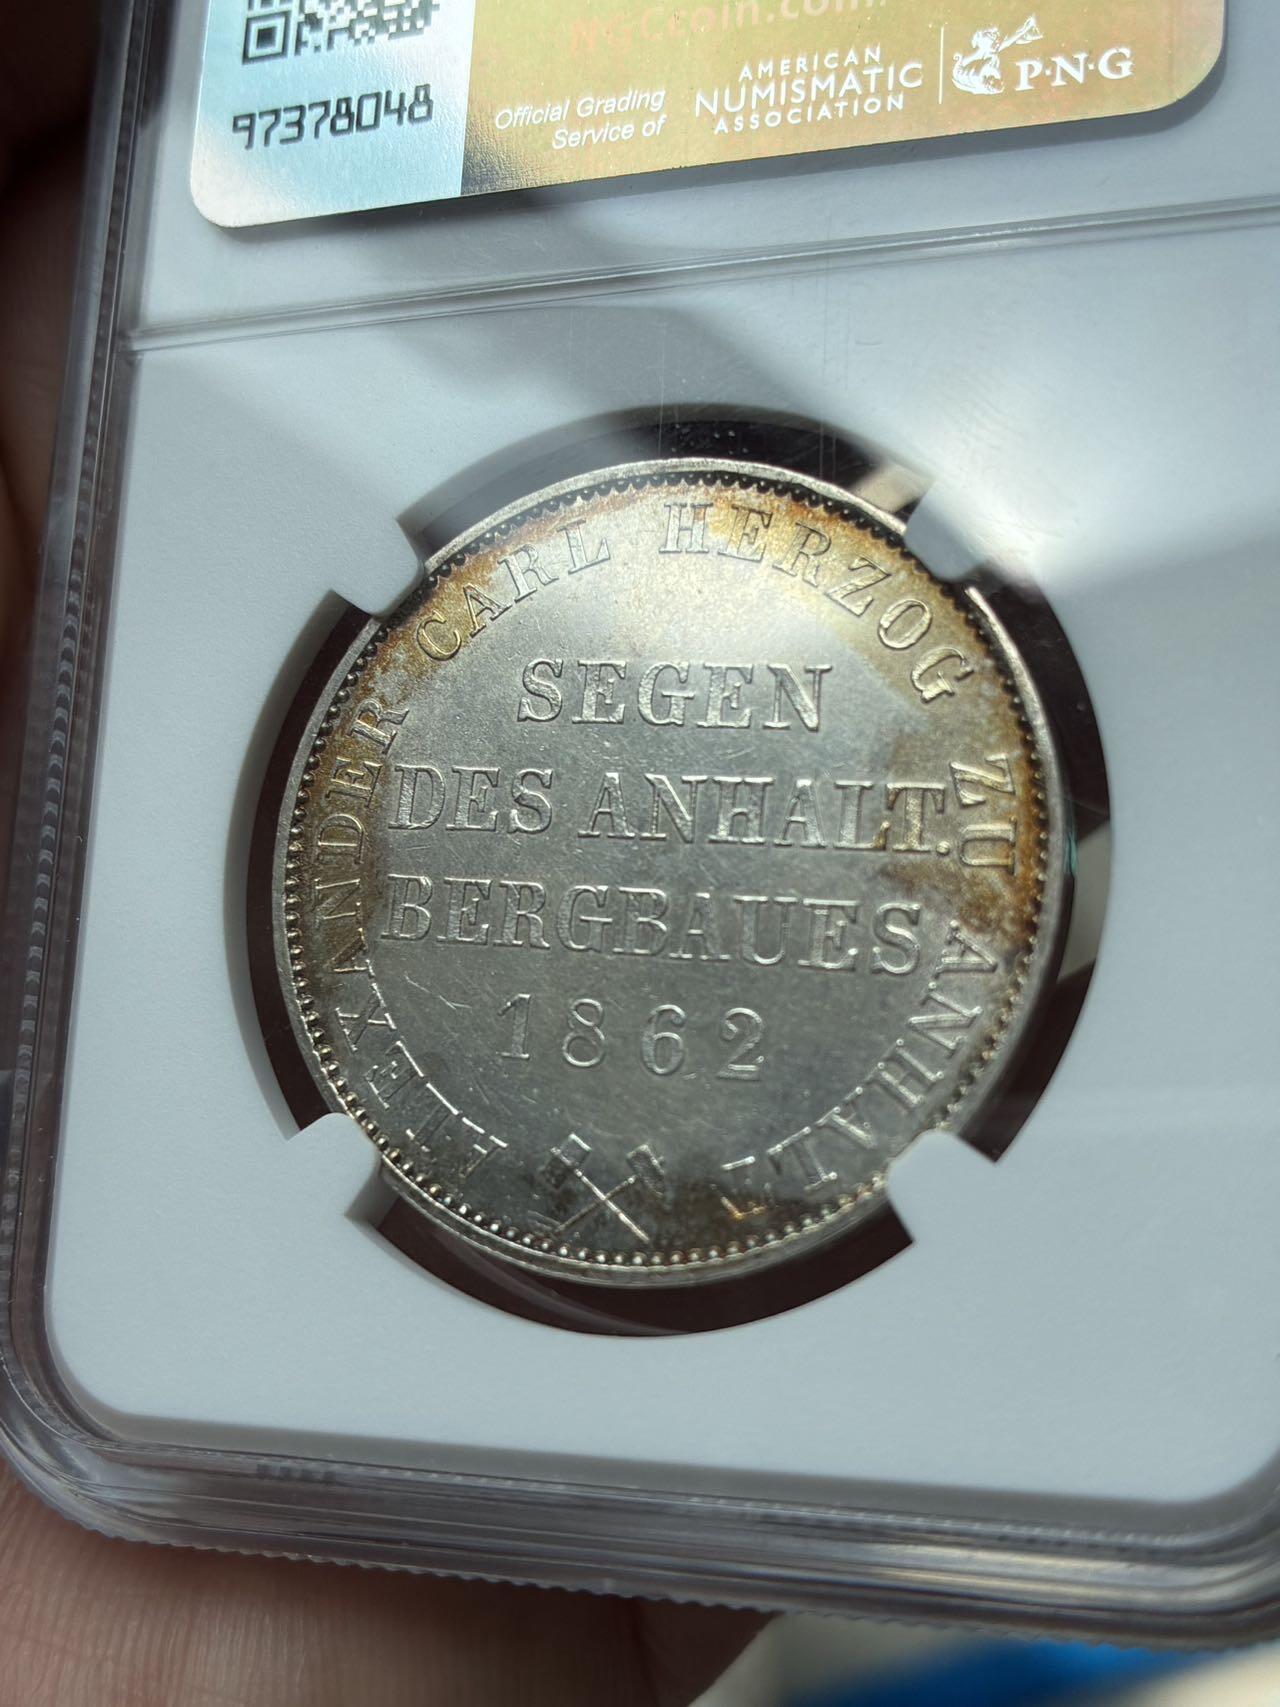 NGCcoin.com
97378048
Official Grading
Service of
AMERICAN
NUMISMATIC
ASSOCIATION
P·N·G
ALEXANDER CARL HERZOG ZU ANHALT
SEGEN
DES ANHALT.
BERGBAUES
1862